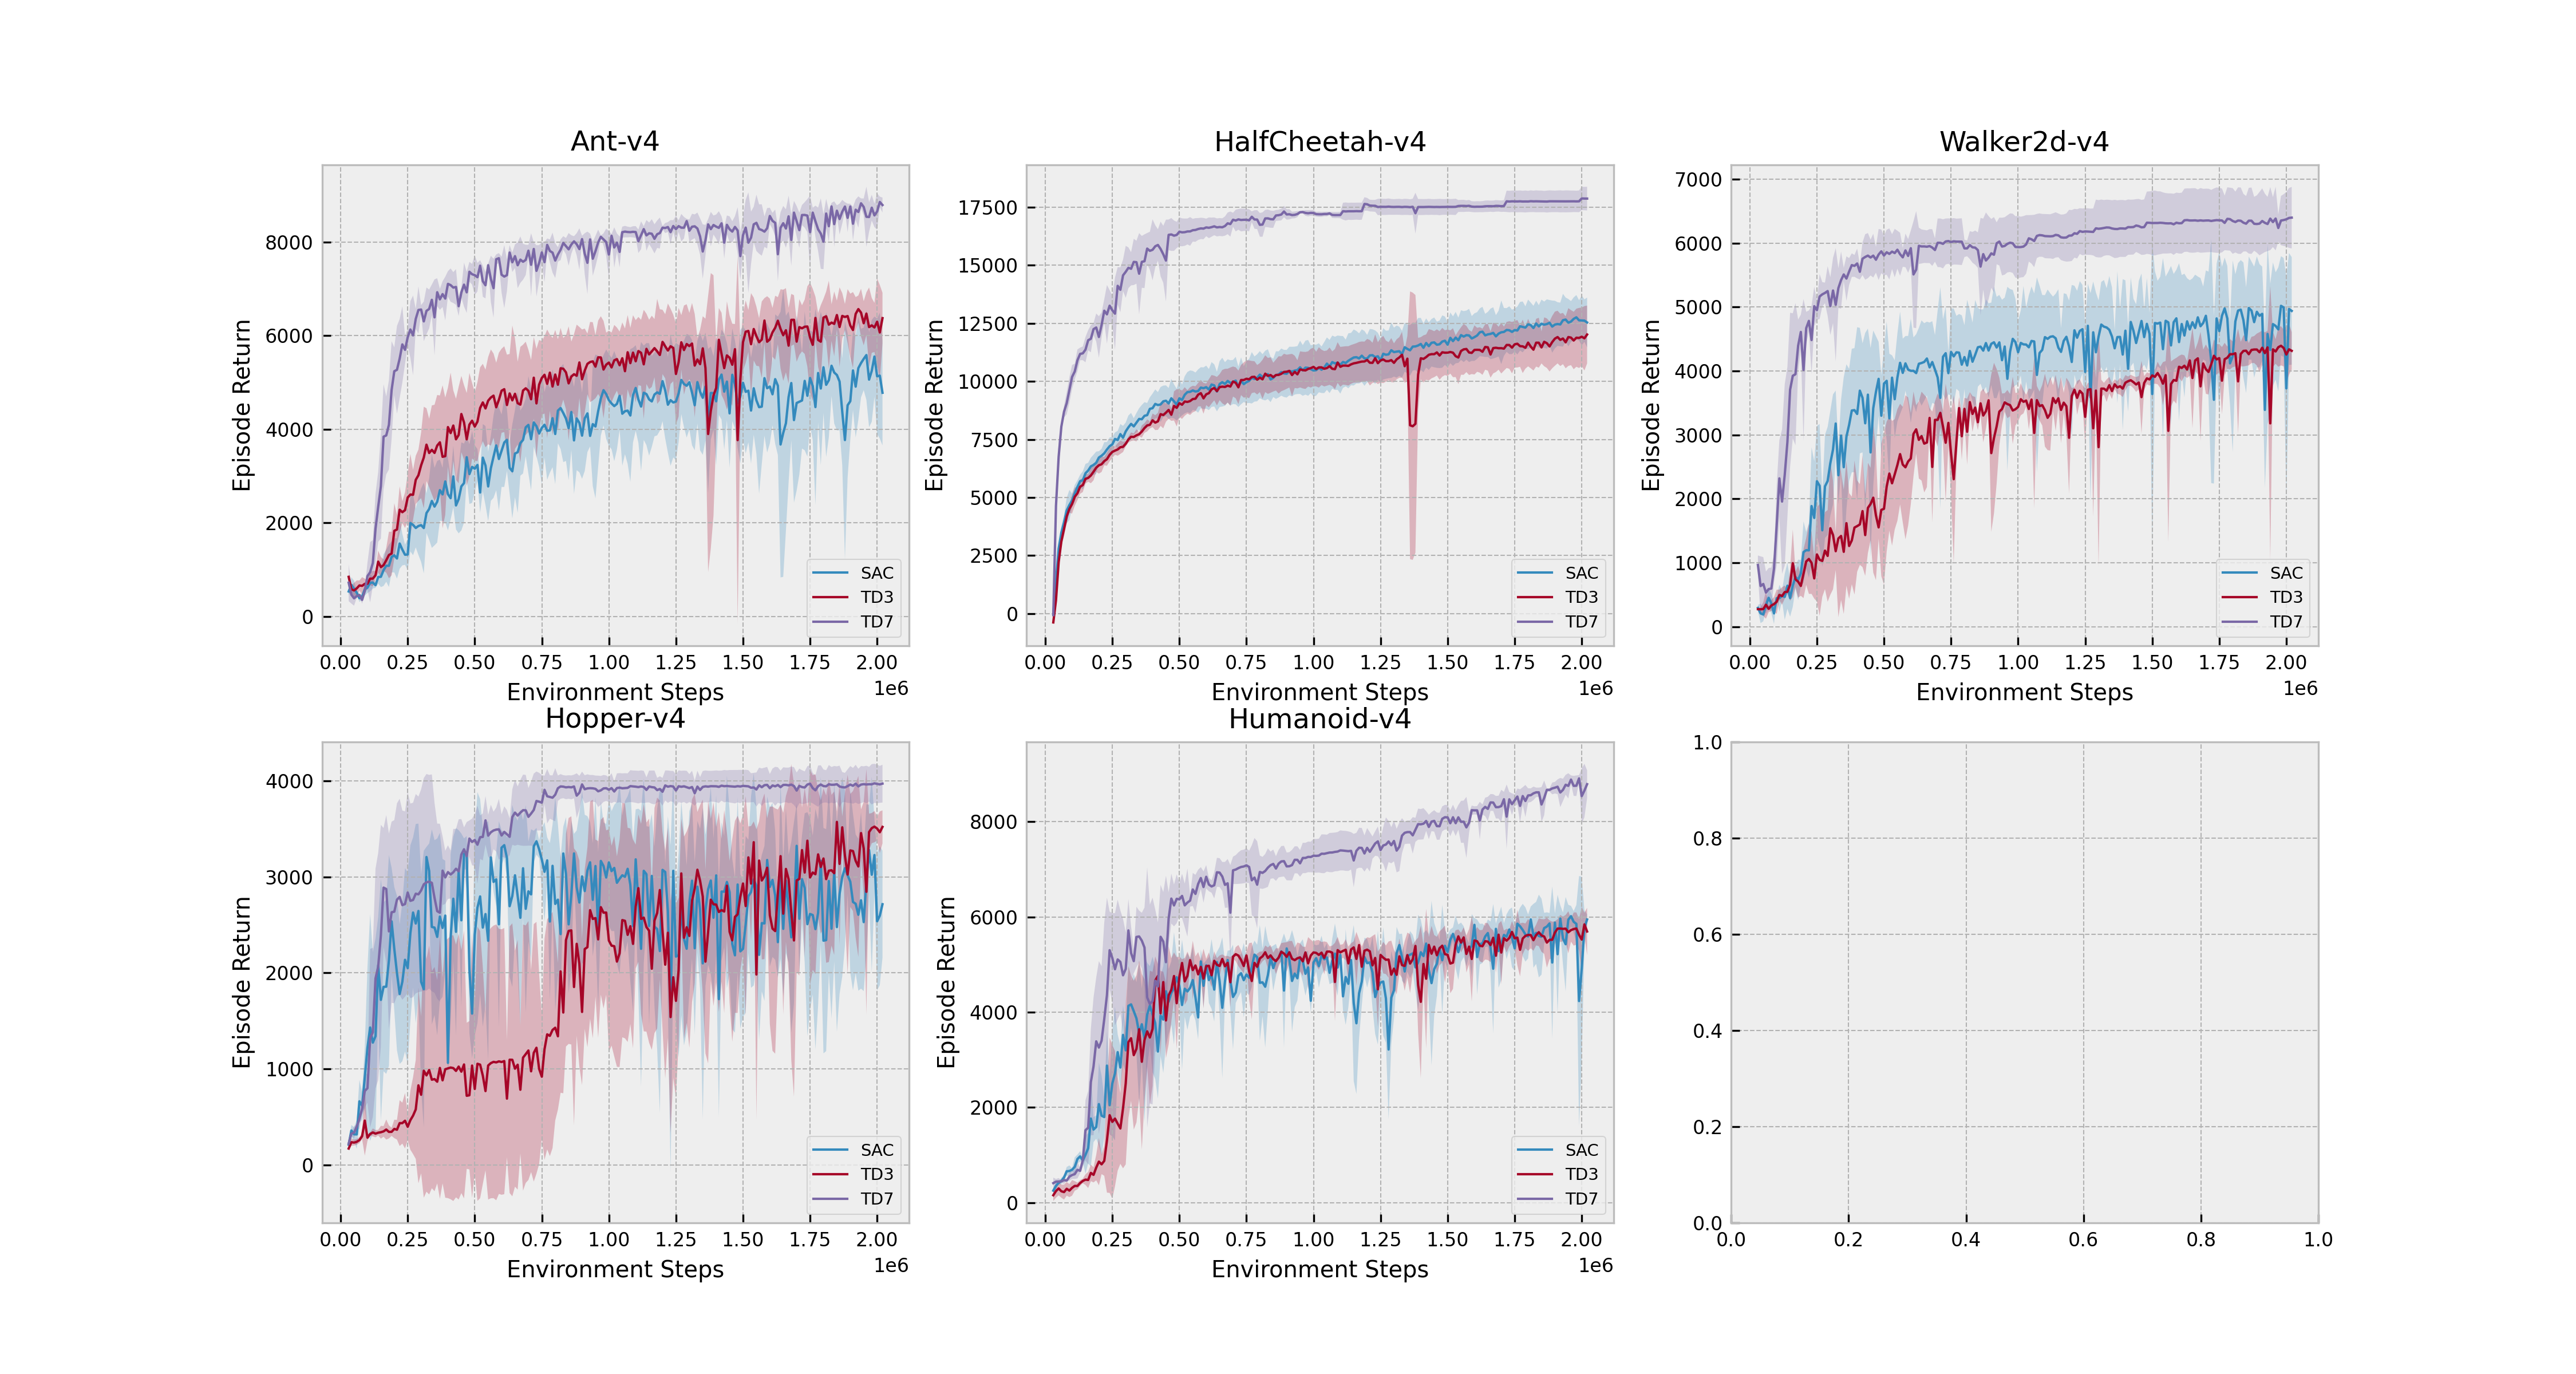 Ant-v4
8000
6000
4000
2000
0
Episode Return
0.00 0.25 0.50 0.75 1.00 1.25 1.50 1.75 2.00
1e6
Environment Steps
SAC
TD3
TD7
HalfCheetah-v4
17500
15000
12500
10000
7500
5000
2500
0
Episode Return
0.00 0.25 0.50 0.75 1.00 1.25 1.50 1.75 2.00
1e6
Environment Steps
SAC
TD3
TD7
Walker2d-v4
7000
6000
5000
4000
3000
2000
1000
0
Episode Return
0.00 0.25 0.50 0.75 1.00 1.25 1.50 1.75 2.00
1e6
Environment Steps
SAC
TD3
TD7
Hopper-v4
4000
3000
2000
1000
0
Episode Return
0.00 0.25 0.50 0.75 1.00 1.25 1.50 1.75 2.00
1e6
Environment Steps
SAC
TD3
TD7
Humanoid-v4
8000
6000
4000
2000
0
Episode Return
0.00 0.25 0.50 0.75 1.00 1.25 1.50 1.75 2.00
1e6
Environment Steps
SAC
TD3
TD7
1.0
0.8
0.6
0.4
0.2
0.0
0.0 0.2 0.4 0.6 0.8 1.0